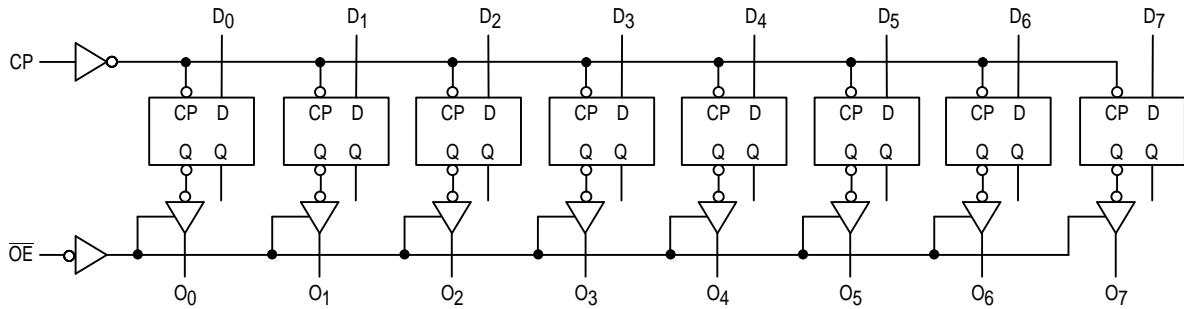 D0 D1 D2 D3 D4 D5 D6 D7
CP
CP D CP D CP D CP D CP D CP D CP D CP D
Q Q Q Q Q Q Q Q Q Q Q Q Q Q Q Q
OE
O0 O1 O2 O3 O4 O5 O6 O7